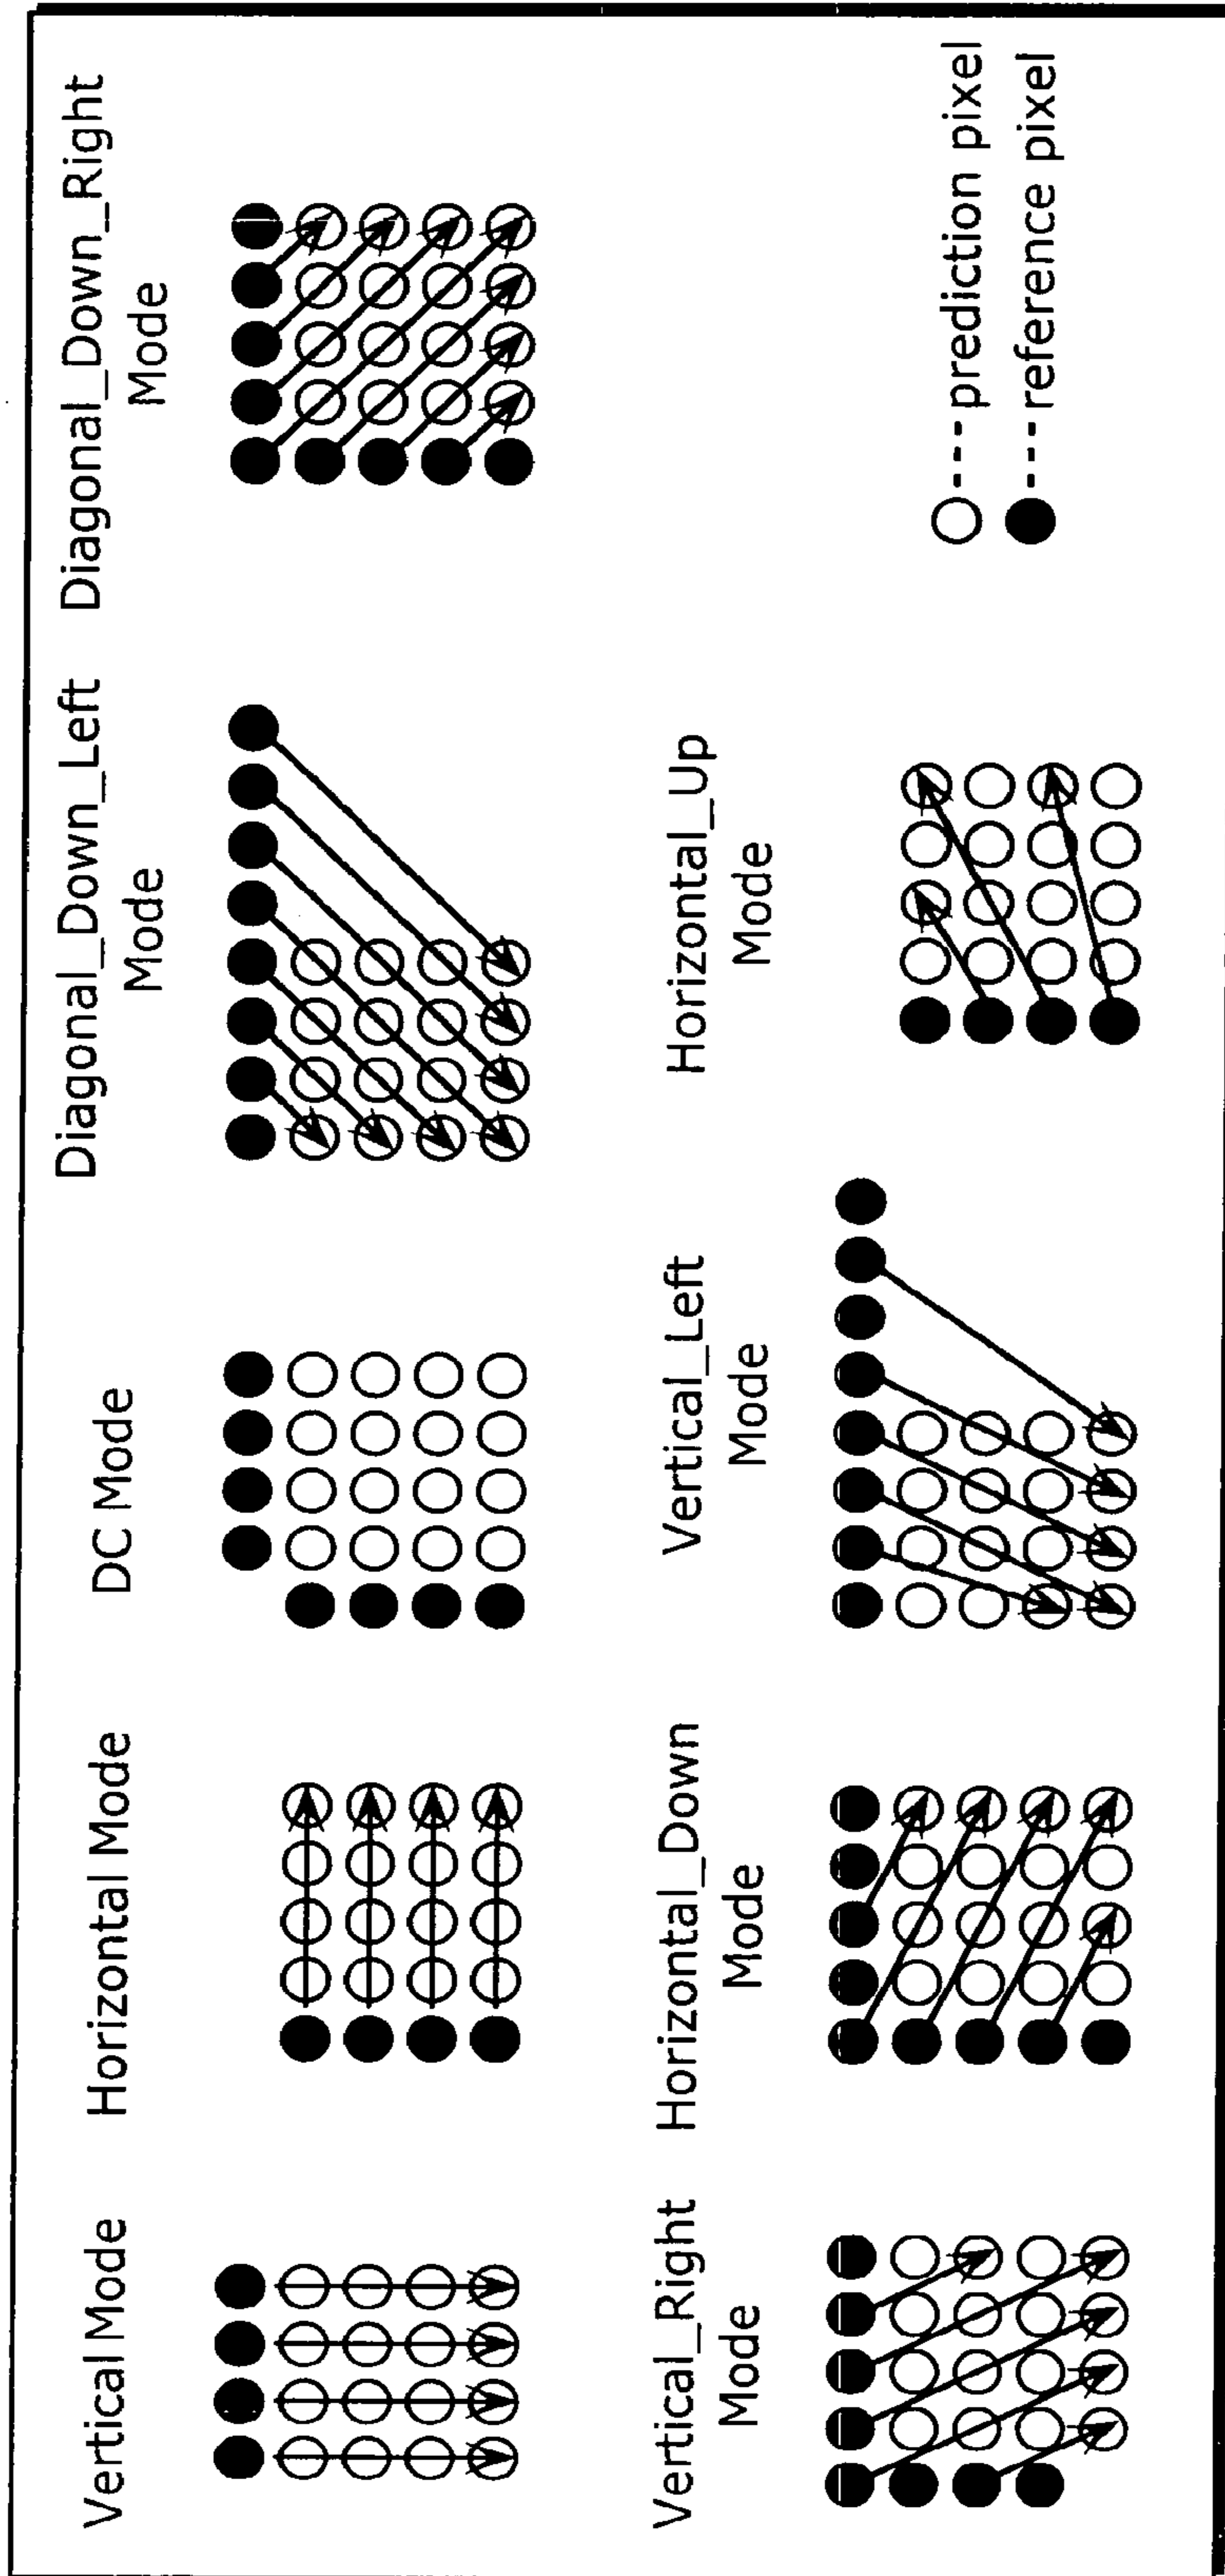 Vertical Mode
Horizontal Mode
DC Mode
Diagonal_Down_Left
Mode
Diagonal_Down_Right
Mode
Vertical_Right
Mode
Horizontal_Down
Mode
Vertical_Left
Mode
Horizontal_Up
Mode
---prediction pixel
---reference pixel